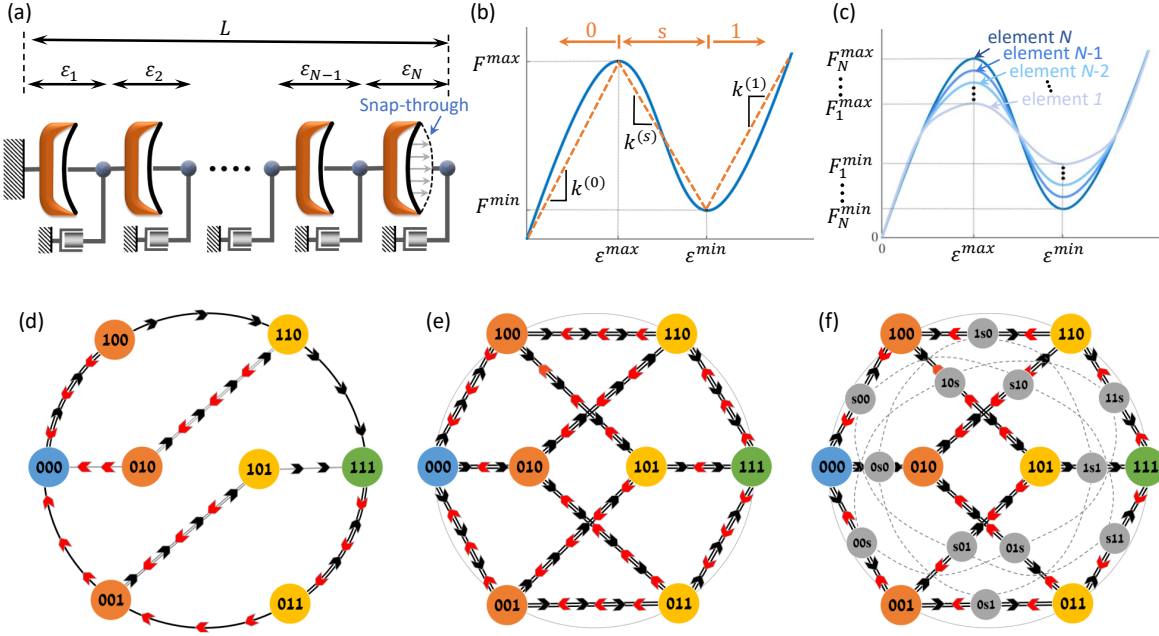 (a)
L
ε₁ ε₂ ε_{N−1} ε_N
Snap-through
(b)
0 s 1
F^{max}
k^{(1)}
k^{(s)}
k^{(0)}
F^{min}
ε^{max} ε^{min}
(c)
element N
F_N^{max} element N-1
element N-2
F_1^{max} element 1
F_1^{min}
F_N^{min}
0
ε^{max} ε^{min}
(d)
100 110
000 010 101 111
001 011
(e)
100 110
000 010 101 111
001 011
(f)
100 1s0 110
s00 10s s10 11s
000 0s0 010 101 1s1 111
00s s01 01s s11
001 0s1 011